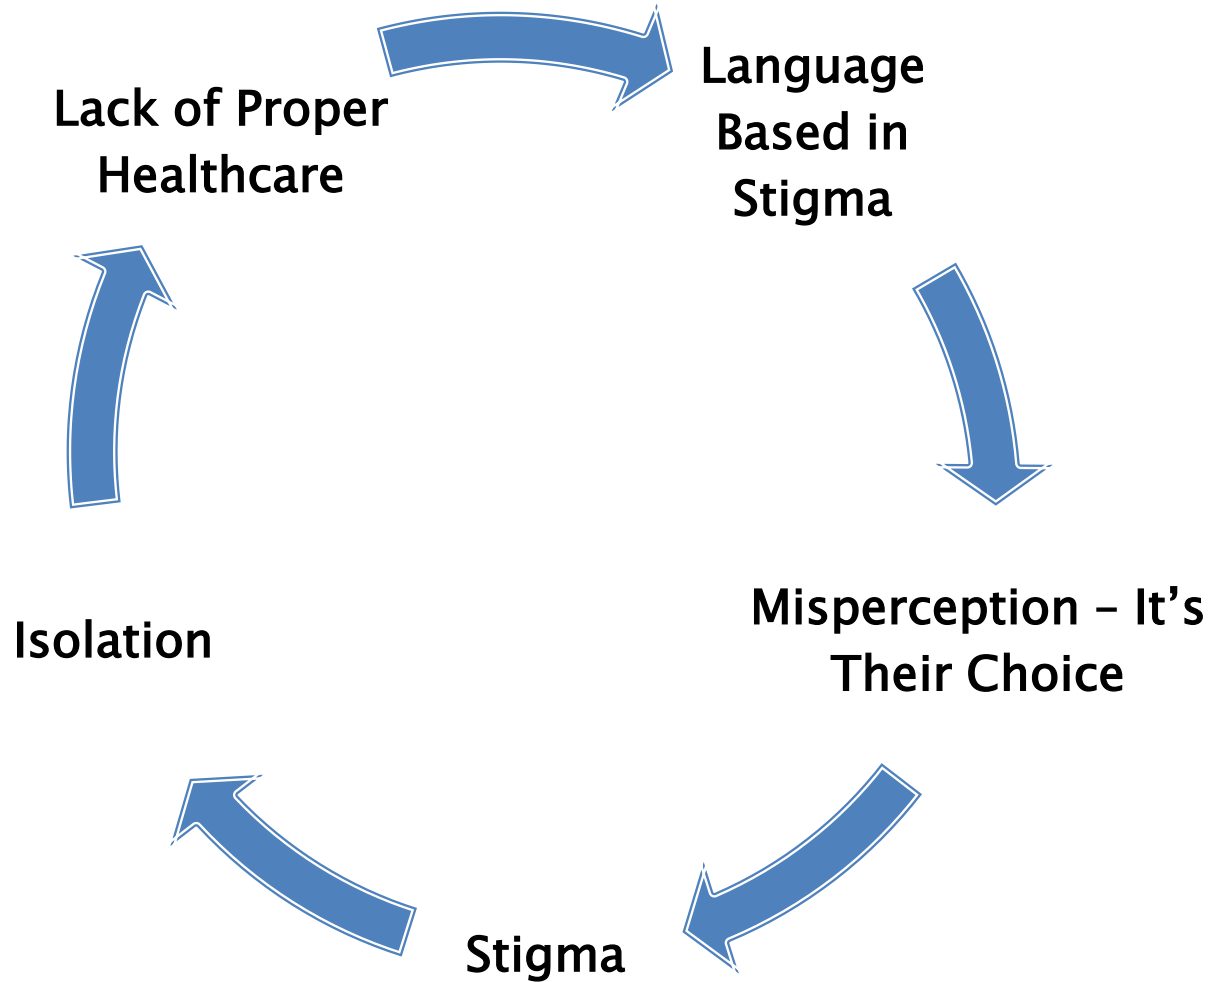 Lack of Proper
Healthcare
Language
Based in
Stigma
Misperception – It’s
Their Choice
Stigma
Isolation